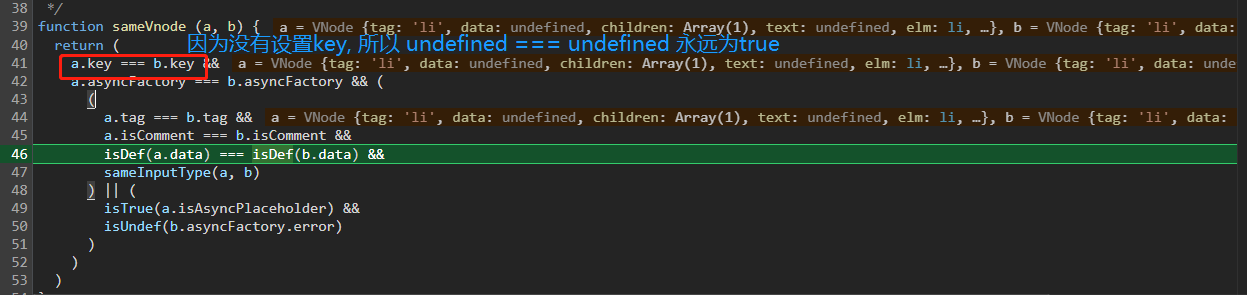 38 */
39 function sameVnode (a, b) { a = VNode {tag: 'li', data: undefined, children: Array(1), text: undefined, elm: li, …}, b = VNode {tag:
40 return ( 因为没有设置key, 所以 undefined === undefined 永远为true
41 a.key === b.key && a = VNode {tag: 'li', data: undefined, children: Array(1), text: undefined, elm: li, …}, b = VNode {tag: 'li', data: unde
42 a.asyncFactory === b.asyncFactory && (
43 (
44 a.tag === b.tag && a = VNode {tag: 'li', data: undefined, children: Array(1), text: undefined, elm: li, …}, b = VNode {tag: 'li', data:
45 a.isComment === b.isComment &&
46 isDef(a.data) === isDef(b.data) &&
47 sameInputType(a, b)
48 ) || (
49 isTrue(a.isAsyncPlaceholder) &&
50 isUndef(b.asyncFactory.error)
51 )
52 )
53 )